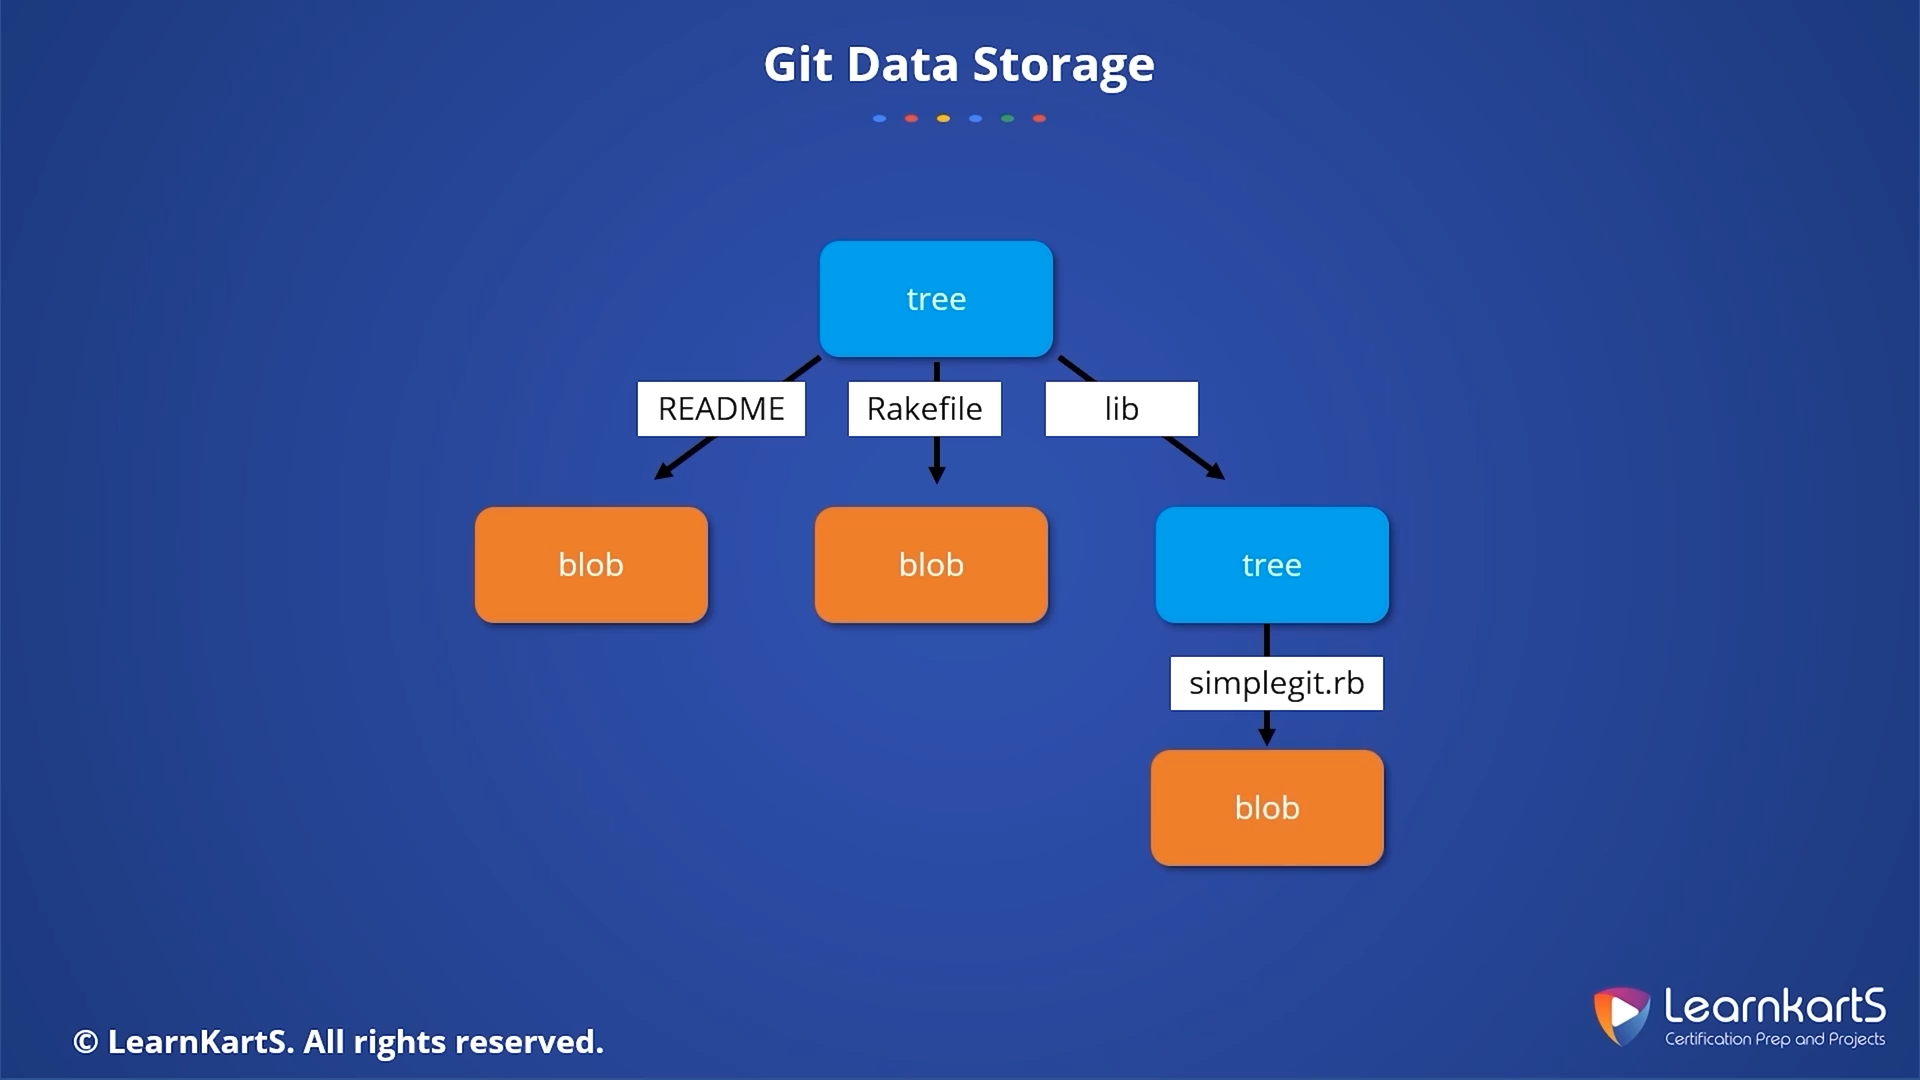 Git Data Storage
tree
README
Rakefile
lib
blob
blob
tree
simplegit.rb
blob
© LearnKartS. All rights reserved.
LearnkartS
Certification Prep and Projects